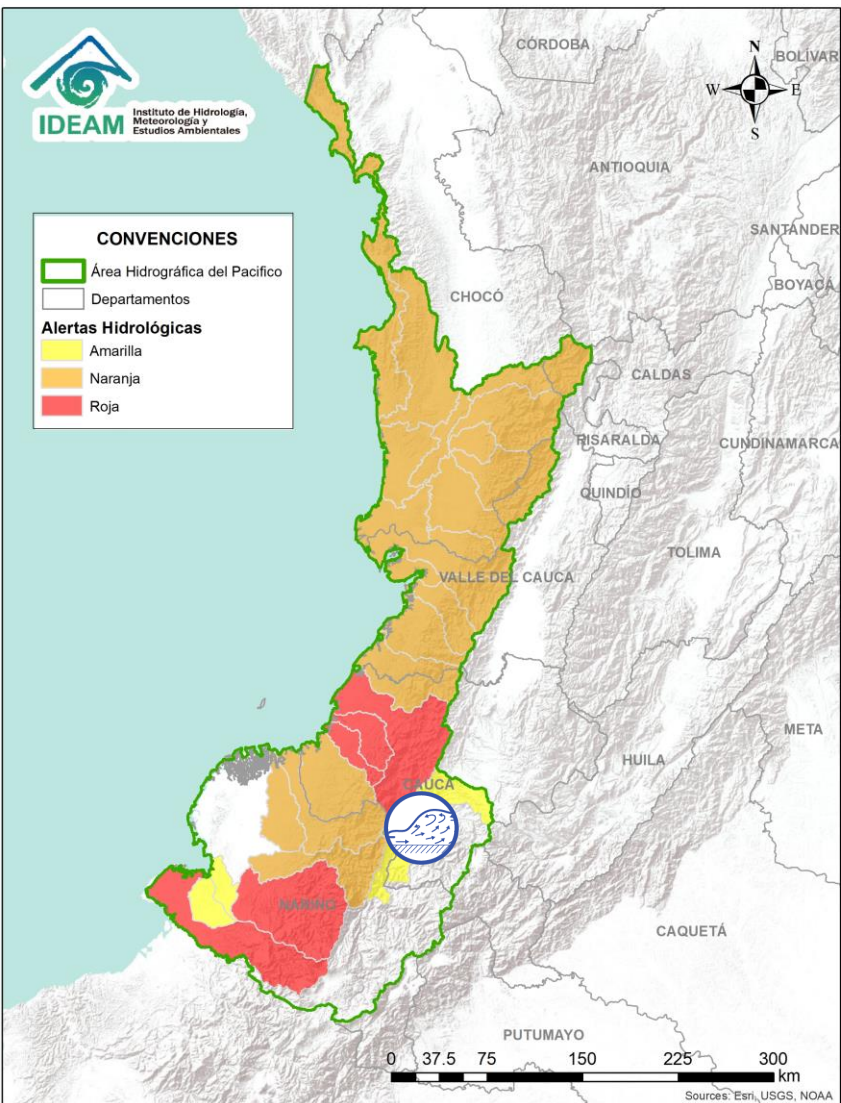 IDEAM
Instituto de Hidrología,
Meteorología y
Estudios Ambientales
CÓRDOBA
BOLÍVAR
N
W
E
S
ANTIOQUIA
SANTANDER
BOYACÁ
CONVENCIONES
Área Hidrográfica del Pacifico
Departamentos
Alertas Hidrológicas
Amarilla
Naranja
Roja
CHOCÓ
CALDAS
RISARALDA
CUNDINAMARCA
QUINDÍO
TOLIMA
VALLE DEL CAUCA
META
HUILA
CAUCA
NARIÑO
CAQUETÁ
PUTUMAYO
0 37.5 75 150 225 300
km
Sources: Esri, USGS, NOAA